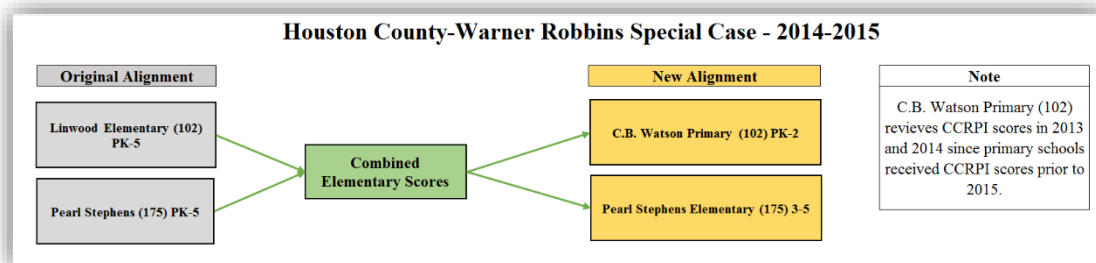 Houston County-Warner Robbins Special Case - 2014-2015
Original Alignment
Linwood Elementary (102)
PK-5
Pearl Stephens (175) PK-5
Combined
Elementary Scores
New Alignment
C.B. Watson Primary (102) PK-2
Pearl Stephens Elementary (175) 3-5
Note
C.B. Watson Primary (102)
revieves CCRPI scores in 2013
and 2014 since primary schools
received CCRPI scores prior to
2015.